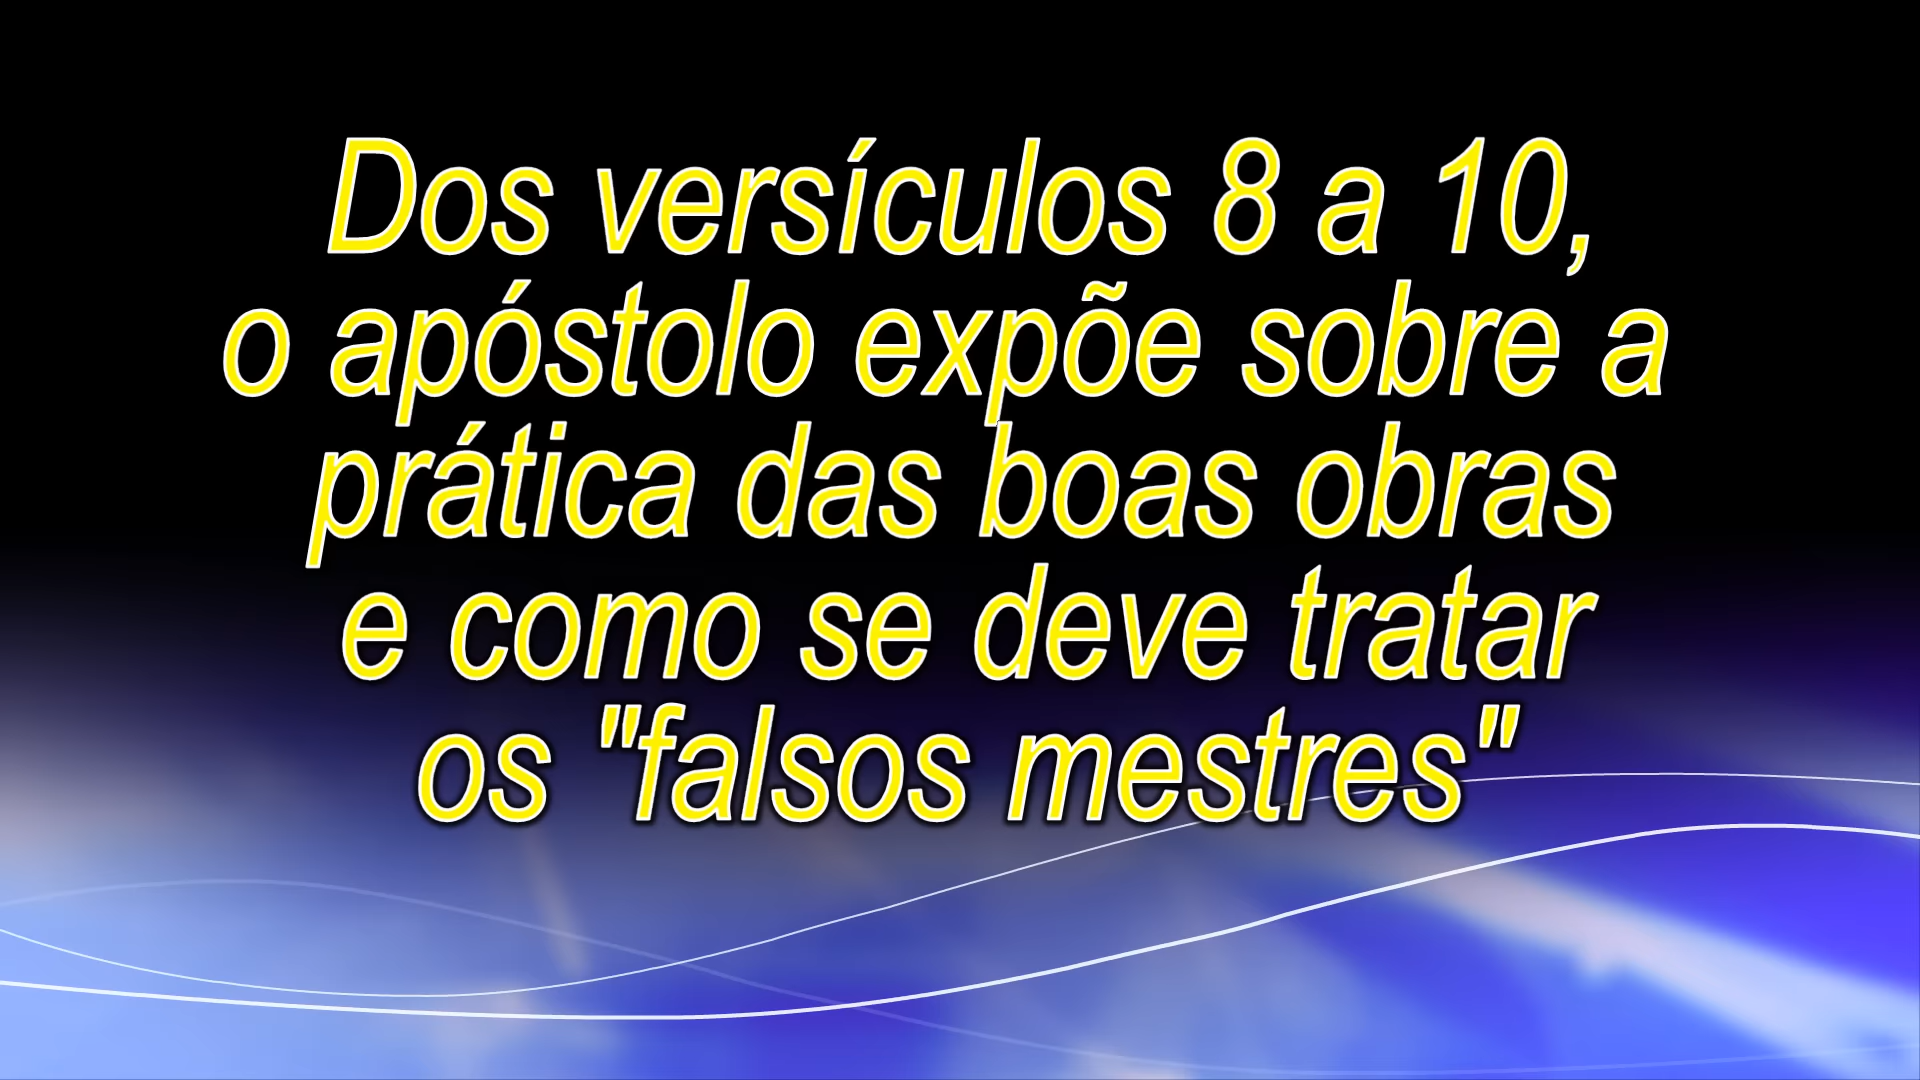 Dos versículos 8 a 10,
o apóstolo expõe sobre a
prática das boas obras
e como se deve tratar
os "falsos mestres"